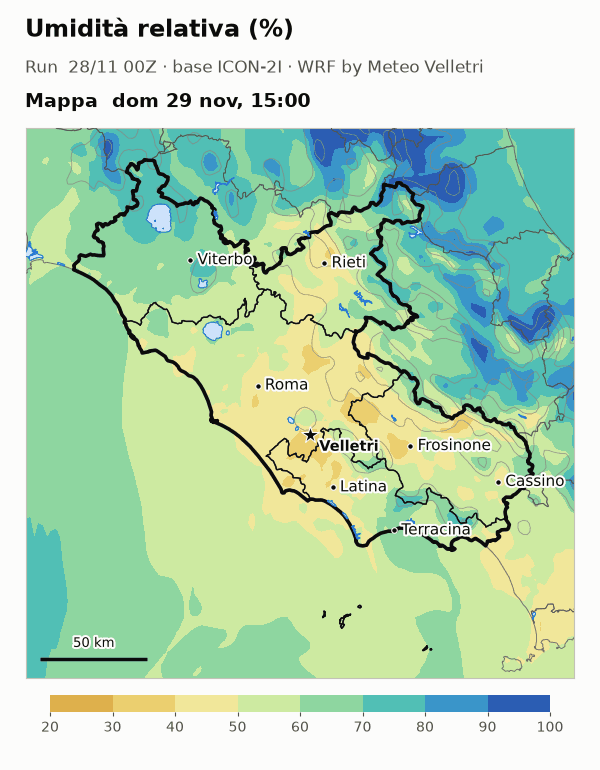 Umidità relativa (%)
Run 28/11 00Z · base ICON-2I · WRF by Meteo Velletri
Mappa dom 29 nov, 15:00
Viterbo
Rieti
Roma
Velletri
Frosinone
Latina
Cassino
Terracina
50 km
20 30 40 50 60 70 80 90 100